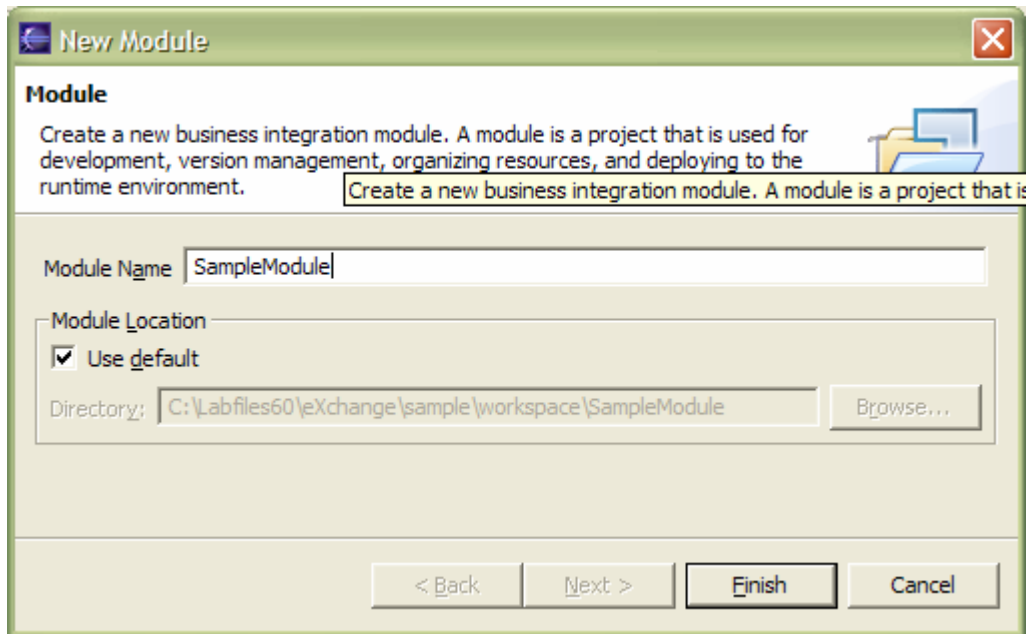 New Module
Module
Create a new business integration module. A module is a project that is used for
development, version management, organizing resources, and deploying to the
runtime environment.
Create a new business integration module. A module is a project that is
Module Name SampleModule
Module Location
Use default
Directory: C:\Labfiles60\eXchange\sample\workspace\SampleModule Browse...
< Back Next > Finish Cancel